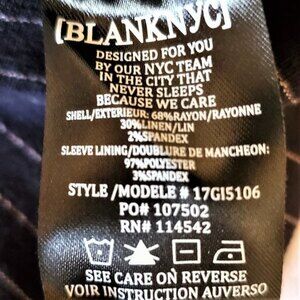 [BLANKNYC]
DESIGNED FOR YOU
BY OUR NYC TEAM
IN THE CITY THAT
NEVER SLEEPS
BECAUSE WE CARE
SHELL/EXTERIEUR: 68%RAYON/RAYONNE
30%LINEN/LIN
2%SPANDEX
SLEEVE LINING/DOUBLURE DE MANCHEON:
97%POLYESTER
3%SPANDEX
STYLE /MODELE # 17GI5106
PO# 107502
RN# 114542
SEE CARE ON REVERSE
VOIR INSTRUCTION AUVERSO